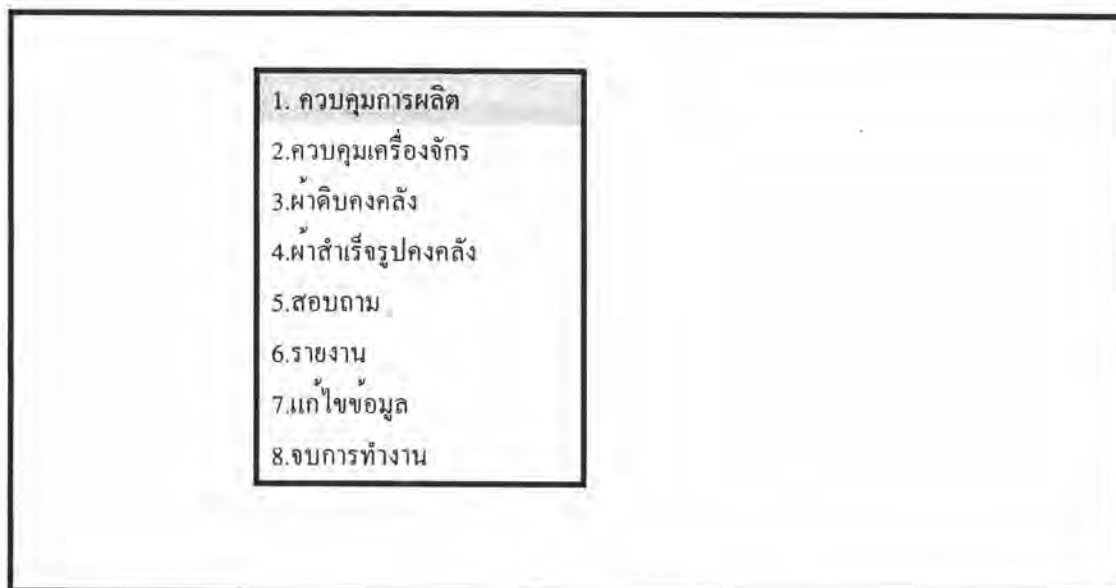 1. ควบคุมการผลิต
2.ควบคุมเครื่องจักร
3.ผ้าดิบคงคลัง
4.ผ้าสำเร็จรูปคงคลัง
5.สอบถาม
6.รายงาน
7.แก้ไขข้อมูล
8.จบการทำงาน